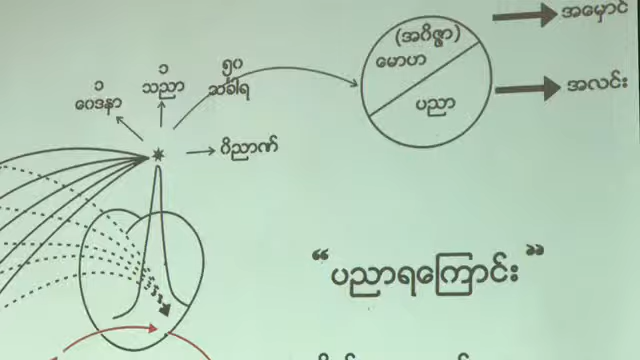 အမှောင်
(အဝိဇ္ဇာ)
မောဟ
ပညာ
အလင်း
၁
ဝေဒနာ
၁
သညာ
၅၀
သင်္ခါရ
ဝိညာဏ်
“ပညာရကြောင်း”